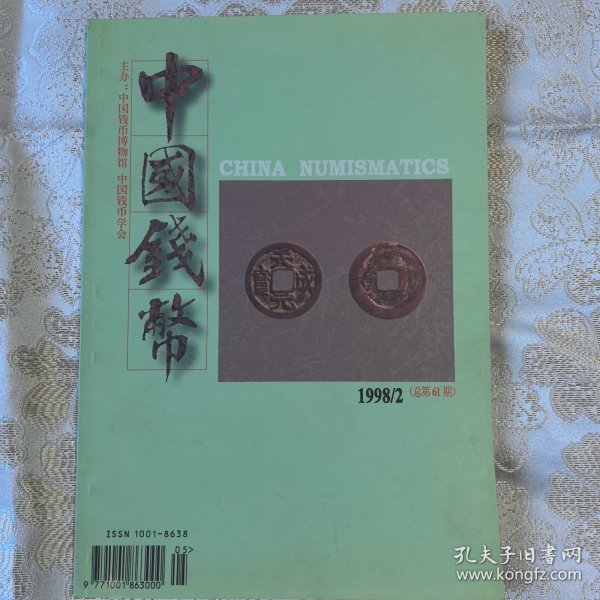 主办：中国钱币博物馆 中国钱币学会
中國錢幣
CHINA NUMISMATICS
1998/2（总第61期）
ISSN 1001-8638
05>
9 771001 863000
孔夫子旧书网
www.kongfz.com